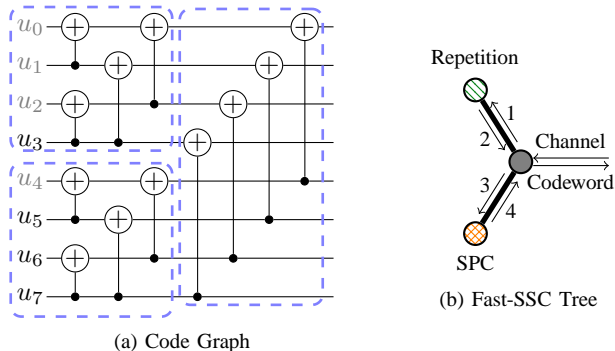 u₀
u₁
u₂
u₃
u₄
u₅
u₆
u₇
(a) Code Graph
Repetition
1
2
Channel
Codeword
3
4
SPC
(b) Fast-SSC Tree